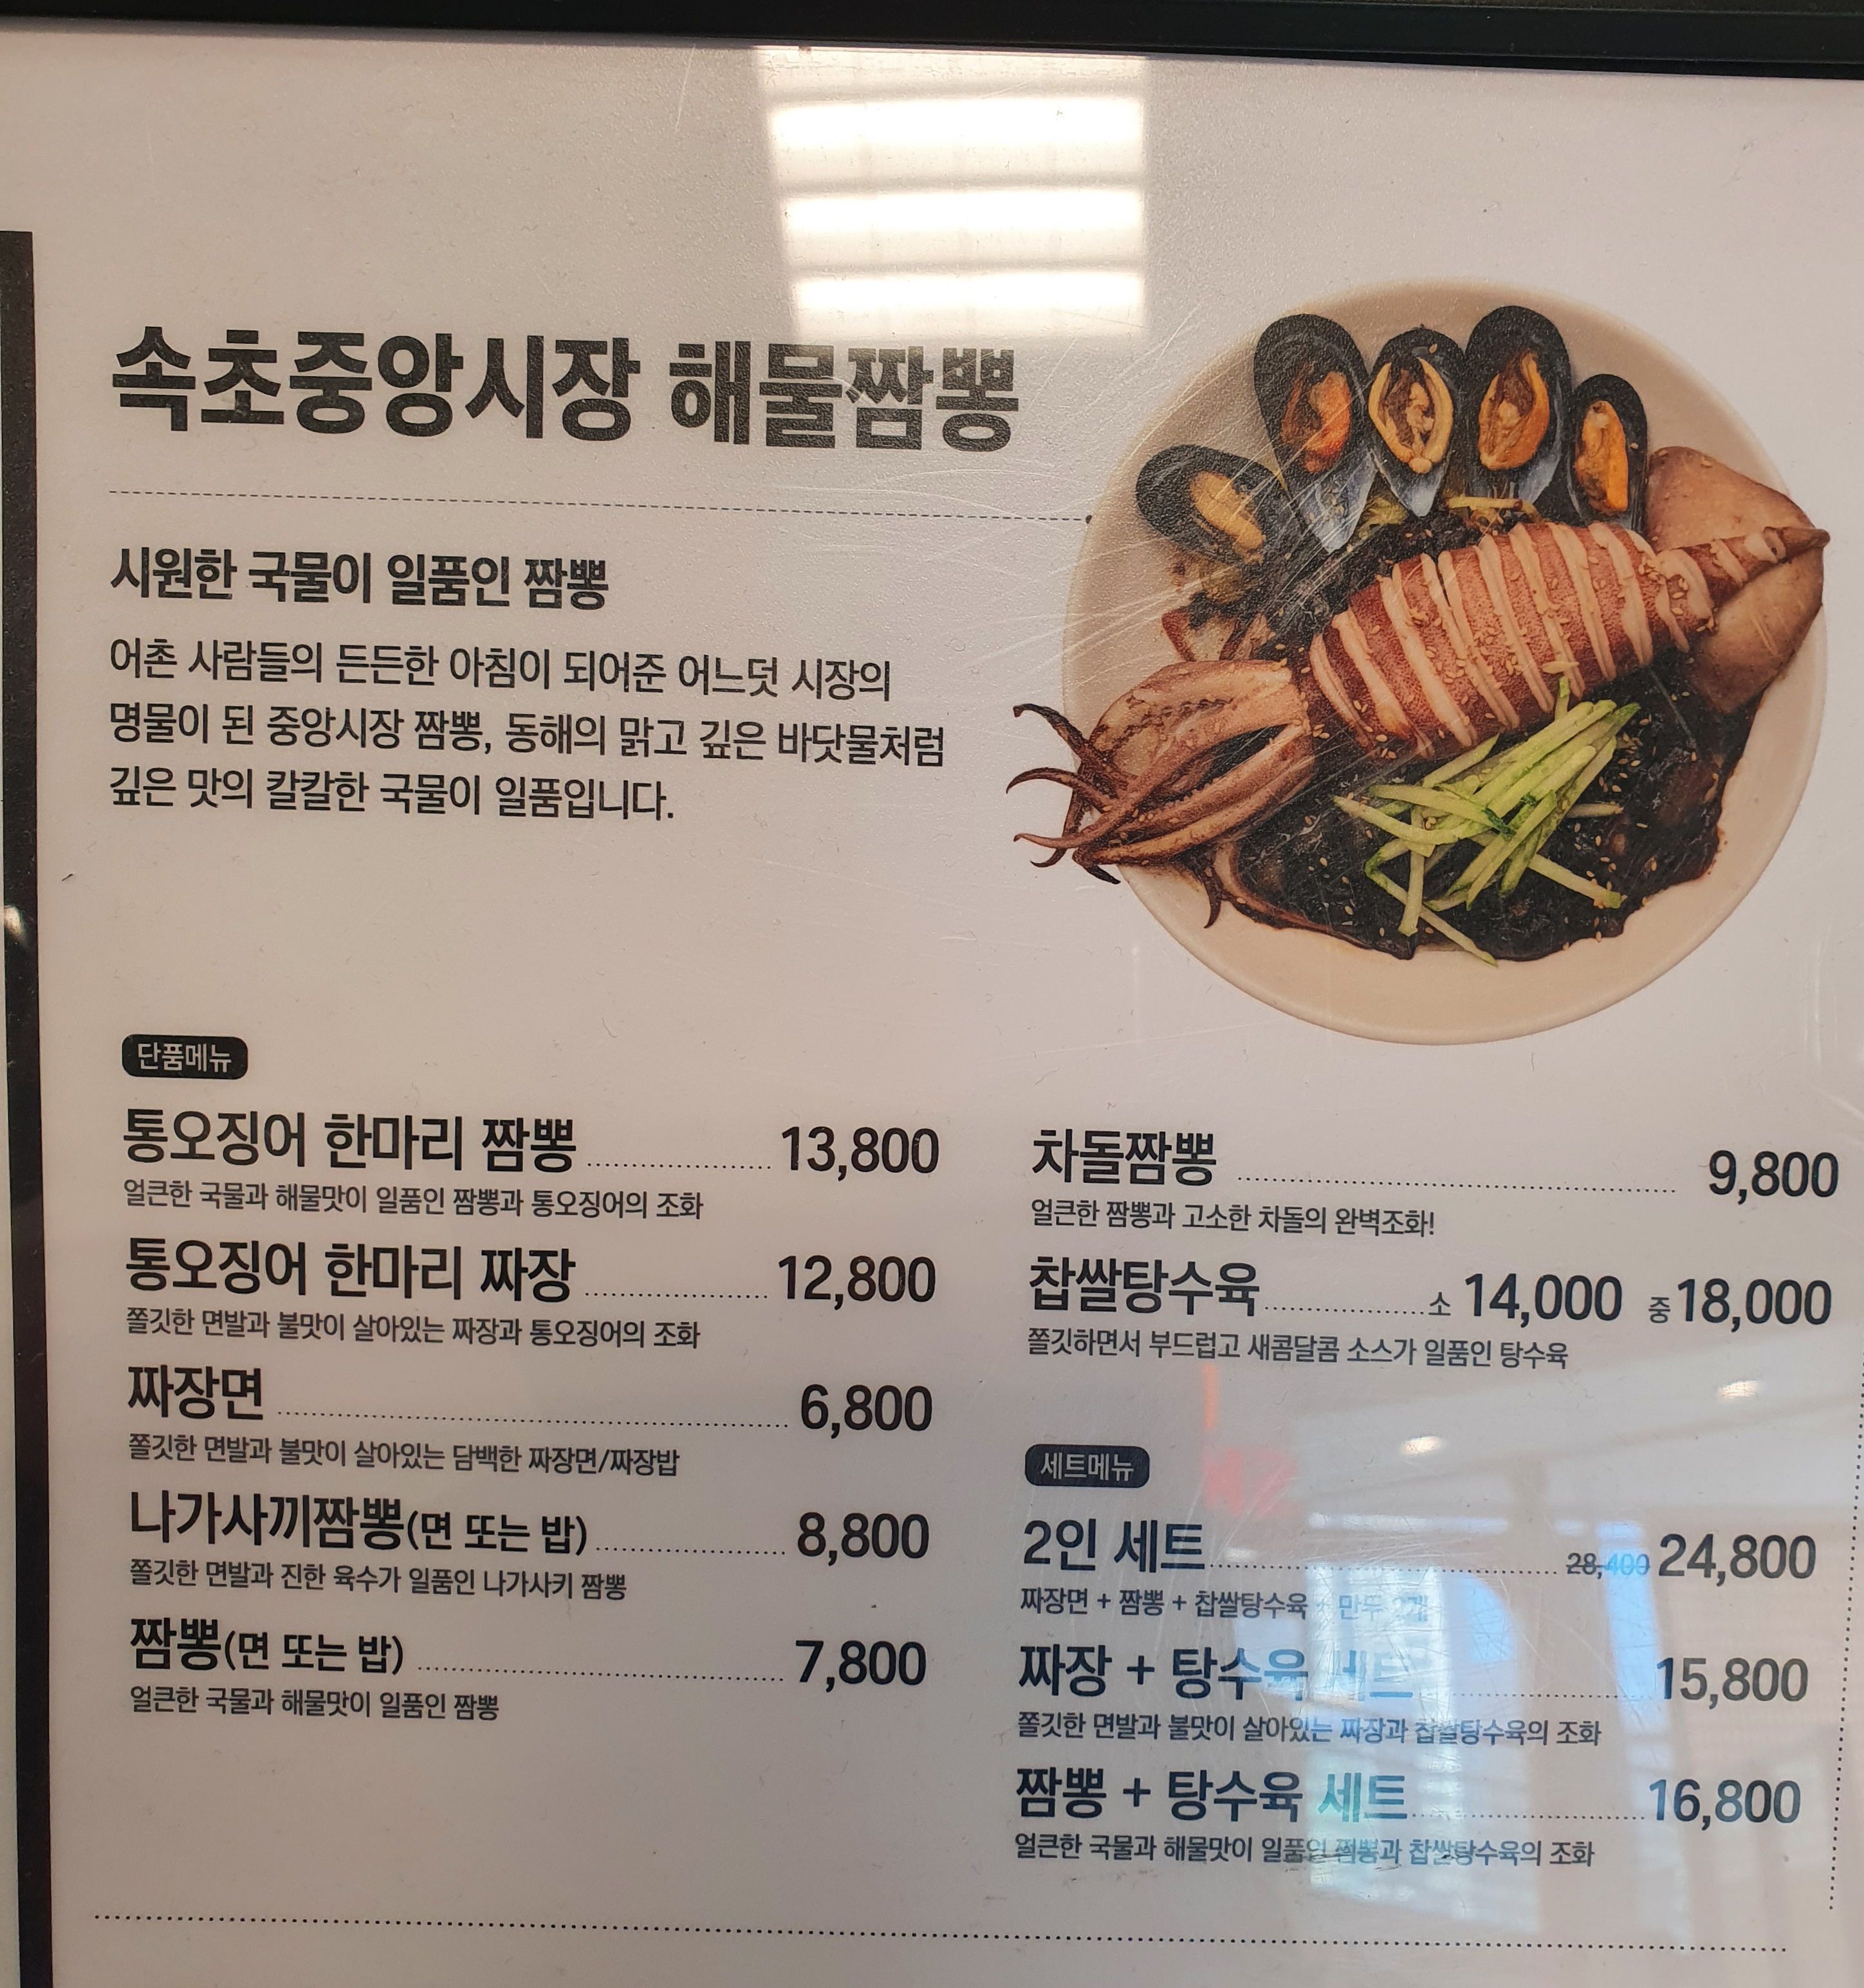 속초중앙시장 해물짬뽕
시원한 국물이 일품인 짬뽕
어촌 사람들의 든든한 아침이 되어준 어느덧 시장의
명물이 된 중앙시장 짬뽕, 동해의 맑고 깊은 바닷물처럼
깊은 맛의 칼칼한 국물이 일품입니다.
단품메뉴
통오징어 한마리 짬뽕 13,800
얼큰한 국물과 해물맛이 일품인 짬뽕과 통오징어의 조화
통오징어 한마리 짜장 12,800
쫄깃한 면발과 불맛이 살아있는 짜장과 통오징어의 조화
짜장면 6,800
쫄깃한 면발과 불맛이 살아있는 담백한 짜장면/짜장밥
나가사끼짬뽕(면 또는 밥) 8,800
쫄깃한 면발과 진한 육수가 일품인 나가사키 짬뽕
짬뽕(면 또는 밥) 7,800
얼큰한 국물과 해물맛이 일품인 짬뽕
차돌짬뽕 9,800
얼큰한 짬뽕과 고소한 차돌의 완벽조화!
찹쌀탕수육 소 14,000 중 18,000
쫄깃하면서 부드럽고 새콤달콤 소스가 일품인 탕수육
세트메뉴
2인 세트 28,400 24,800
짜장면 + 짬뽕 + 찹쌀탕수육 + 만두 2개
짜장 + 탕수육 세트 15,800
쫄깃한 면발과 불맛이 살아있는 짜장과 찹쌀탕수육의 조화
짬뽕 + 탕수육 세트 16,800
얼큰한 국물과 해물맛이 일품인 짬뽕과 찹쌀탕수육의 조화